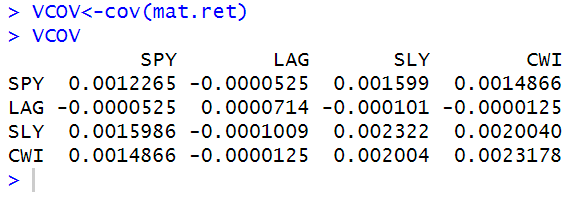 > VCOV<-cov(mat.ret)
> VCOV
SPY LAG SLY CWI
SPY 0.0012265 -0.0000525 0.001599 0.0014866
LAG -0.0000525 0.0000714 -0.000101 -0.0000125
SLY 0.0015986 -0.0001009 0.002322 0.0020040
CWI 0.0014866 -0.0000125 0.002004 0.0023178
>